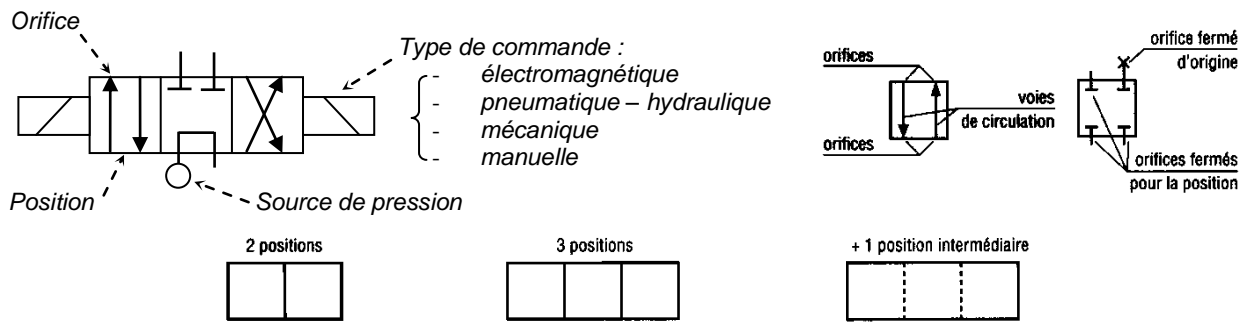 Orifice
Type de commande :
- électromagnétique
- pneumatique – hydraulique
- mécanique
- manuelle
Position
Source de pression
orifices
orifices
voies
de circulation
orifice fermé
d'origine
orifices fermés
pour la position
2 positions
3 positions
+ 1 position intermédiaire